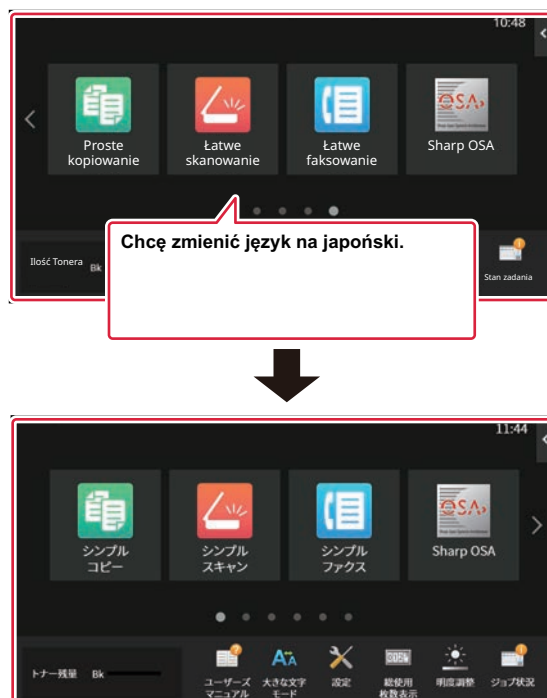 10:48
Proste
kopiowanie
Łatwe
skanowanie
Łatwe
faksowanie
OSA
Sharp OSA
Chcę zmienić język na japoński.
Ilość Tonera
Bk
Stan zadania
11:44
シンプル
コピー
シンプル
スキャン
シンプル
ファクス
OSA
Sharp OSA
トナー残量 Bk
ユーザーズ
マニュアル
大きな文字
モード
設定
総使用
枚数表示
明度調整
ジョブ状況